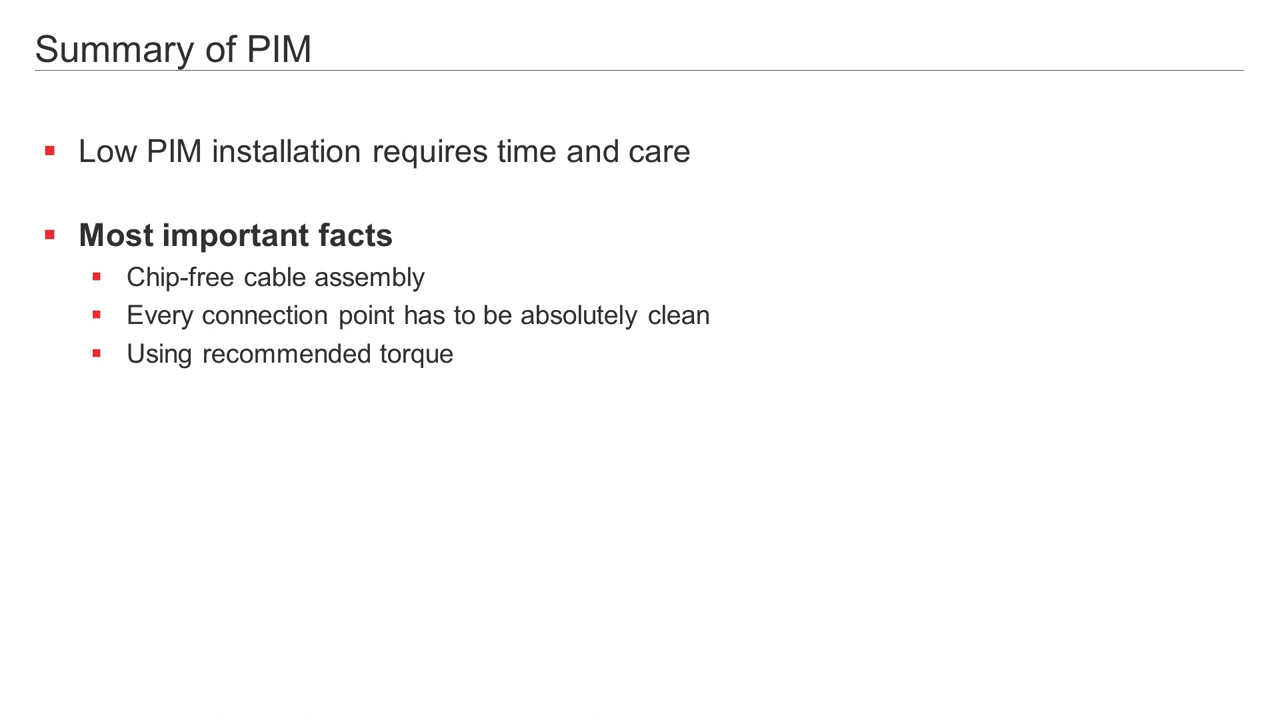 Summary of PIM
Low PIM installation requires time and care
Most important facts
Chip-free cable assembly
Every connection point has to be absolutely clean
Using recommended torque